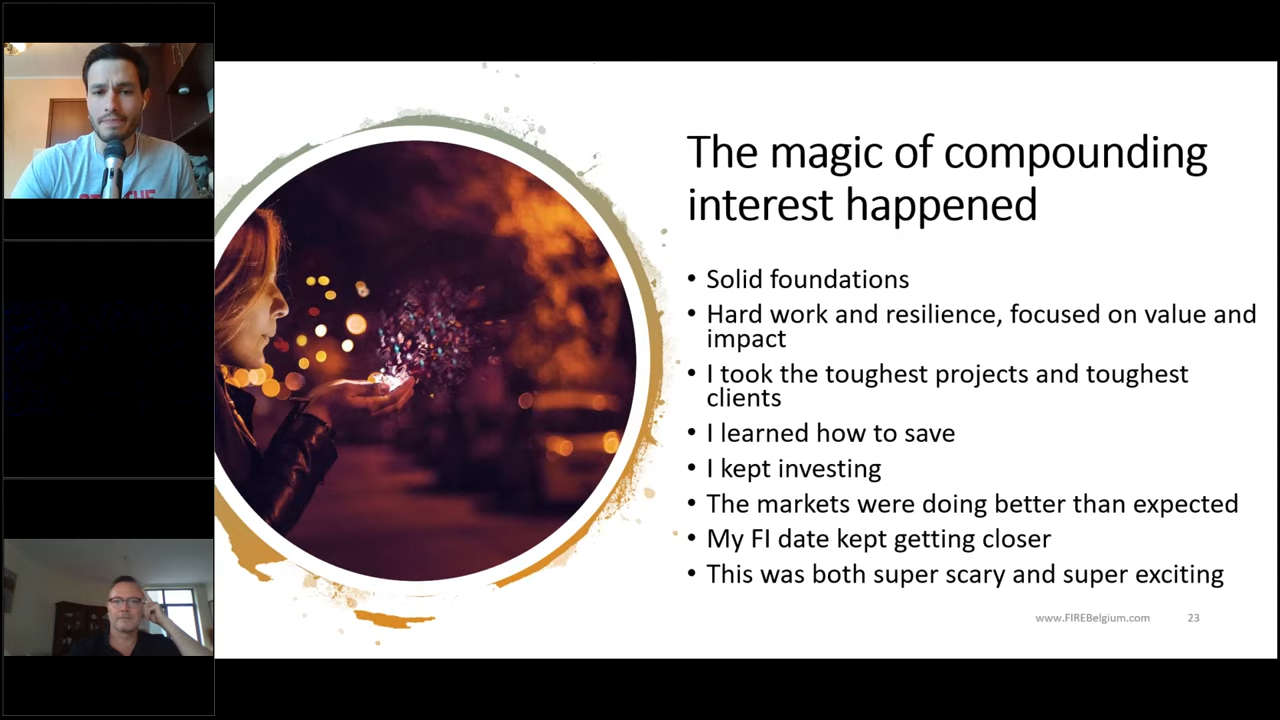 The magic of compounding
interest happened
• Solid foundations
• Hard work and resilience, focused on value and
impact
• I took the toughest projects and toughest
clients
• I learned how to save
• I kept investing
• The markets were doing better than expected
• My FI date kept getting closer
• This was both super scary and super exciting
www.FIREBelgium.com 23